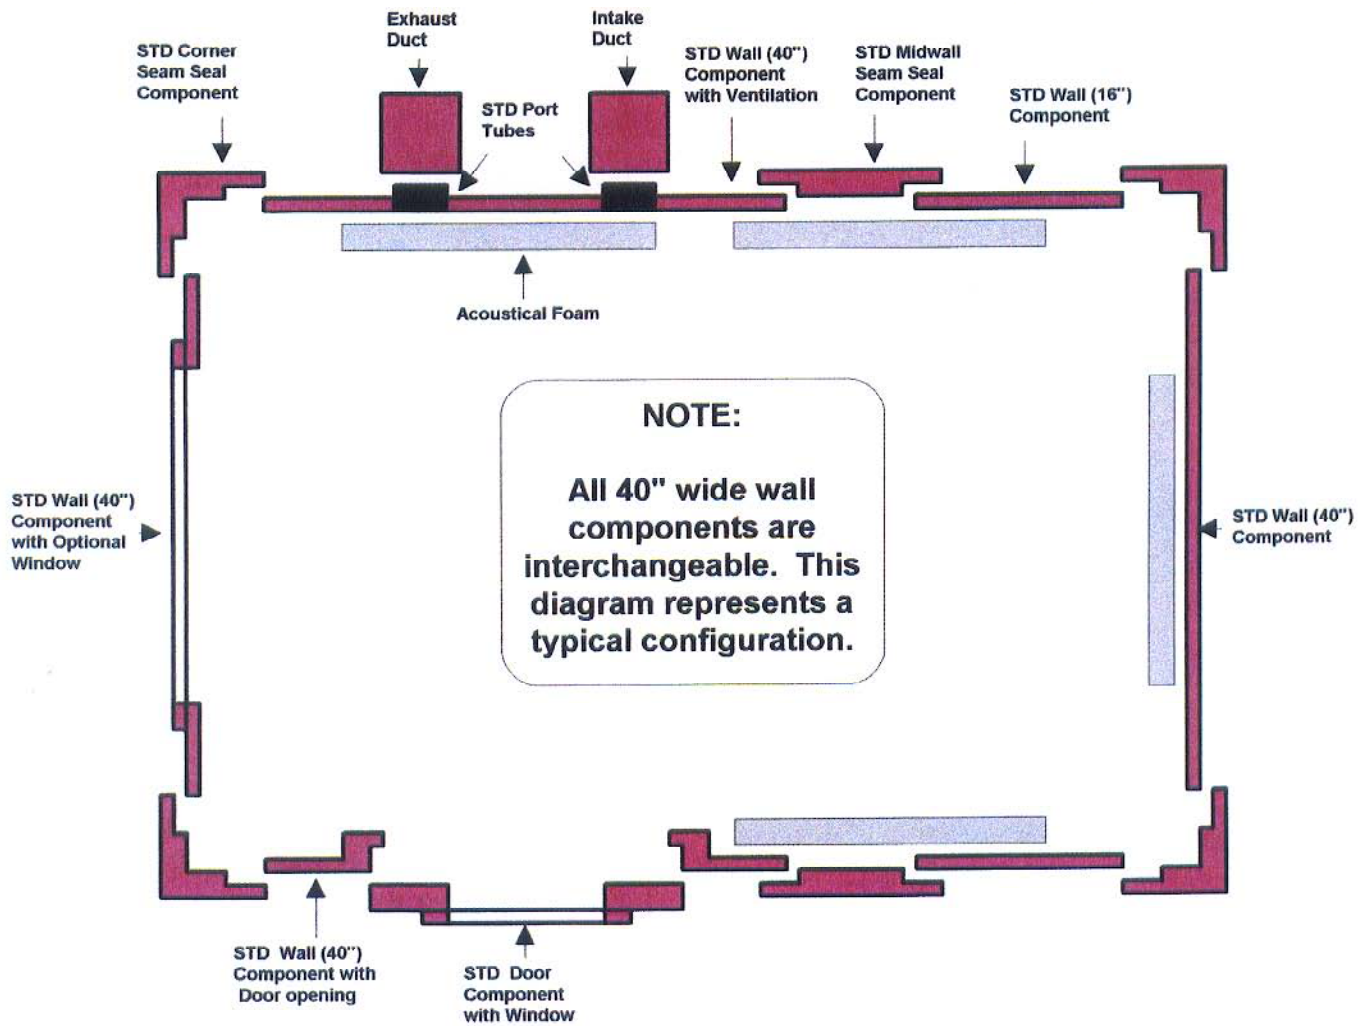 Exhaust
Duct
Intake
Duct
STD Corner
Seam Seal
Component
STD Port
Tubes
STD Wall (40")
Component
with Ventilation
STD Midwall
Seam Seal
Component
STD Wall (16")
Component
Acoustical Foam
NOTE:
All 40" wide wall
components are
interchangeable. This
diagram represents a
typical configuration.
STD Wall (40")
Component
with Optional
Window
STD Wall (40")
Component
STD Wall (40")
Component with
Door opening
STD Door
Component
with Window